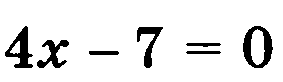 4x − 7 = 0